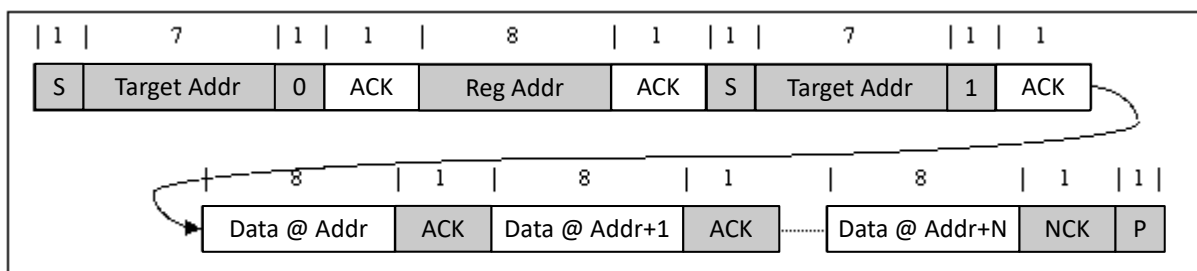 | 1 | 7 | 1 | 1 | 8 | 1 | 1 | 7 | 1 | 1
S Target Addr 0 ACK Reg Addr ACK S Target Addr 1 ACK
| 8 | 1 | 8 | 1 | 8 | 1 | 1 |
Data @ Addr ACK Data @ Addr+1 ACK Data @ Addr+N NCK P